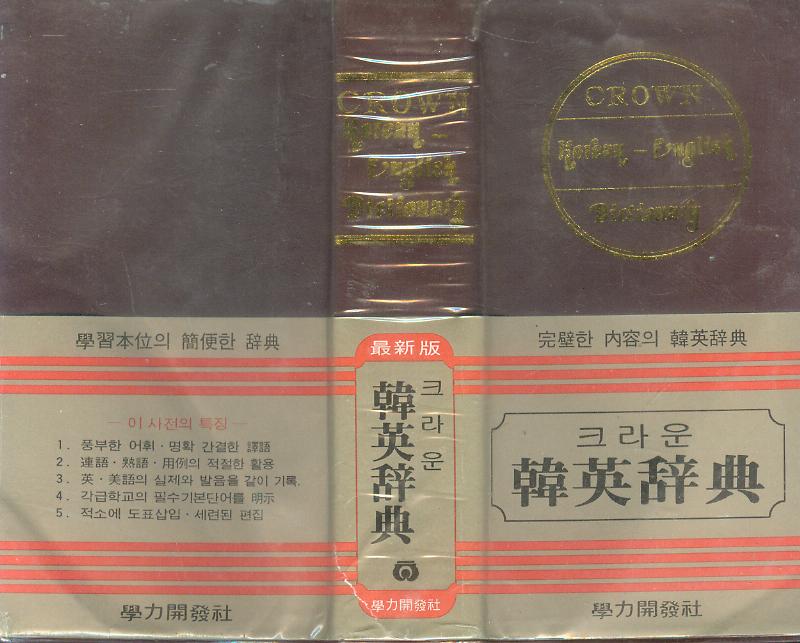 學習本位의 簡便한 辞典
— 이 사전의 특징 —
1. 풍부한 어휘 · 명확 간결한 譯語
2. 連語 · 熟語 · 用例의 적절한 활용
3. 英 · 美語의 실제와 발음을 같이 기록.
4. 각급학교의 필수기본단어를 明示
5. 적소에 도표삽입 · 세련된 편집
學力開發社
CROWN
Korean –
English
Dictionary
最新版
크라운
韓英辞典
學力開發社
CROWN
Korean – English
Dictionary
完壁한 內容의 韓英辞典
크라운
韓英辞典
學力開發社